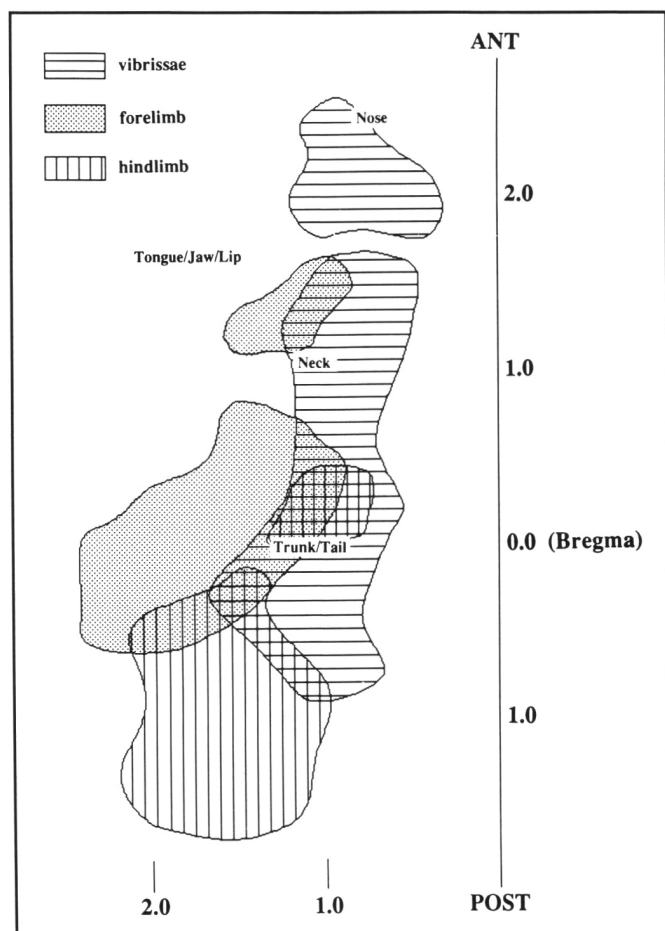 ANT
vibrissae
forelimb
hindlimb
Nose
2.0
Tongue/Jaw/Lip
Neck
1.0
0.0 (Bregma)
Trunk/Tail
1.0
2.0
1.0
POST